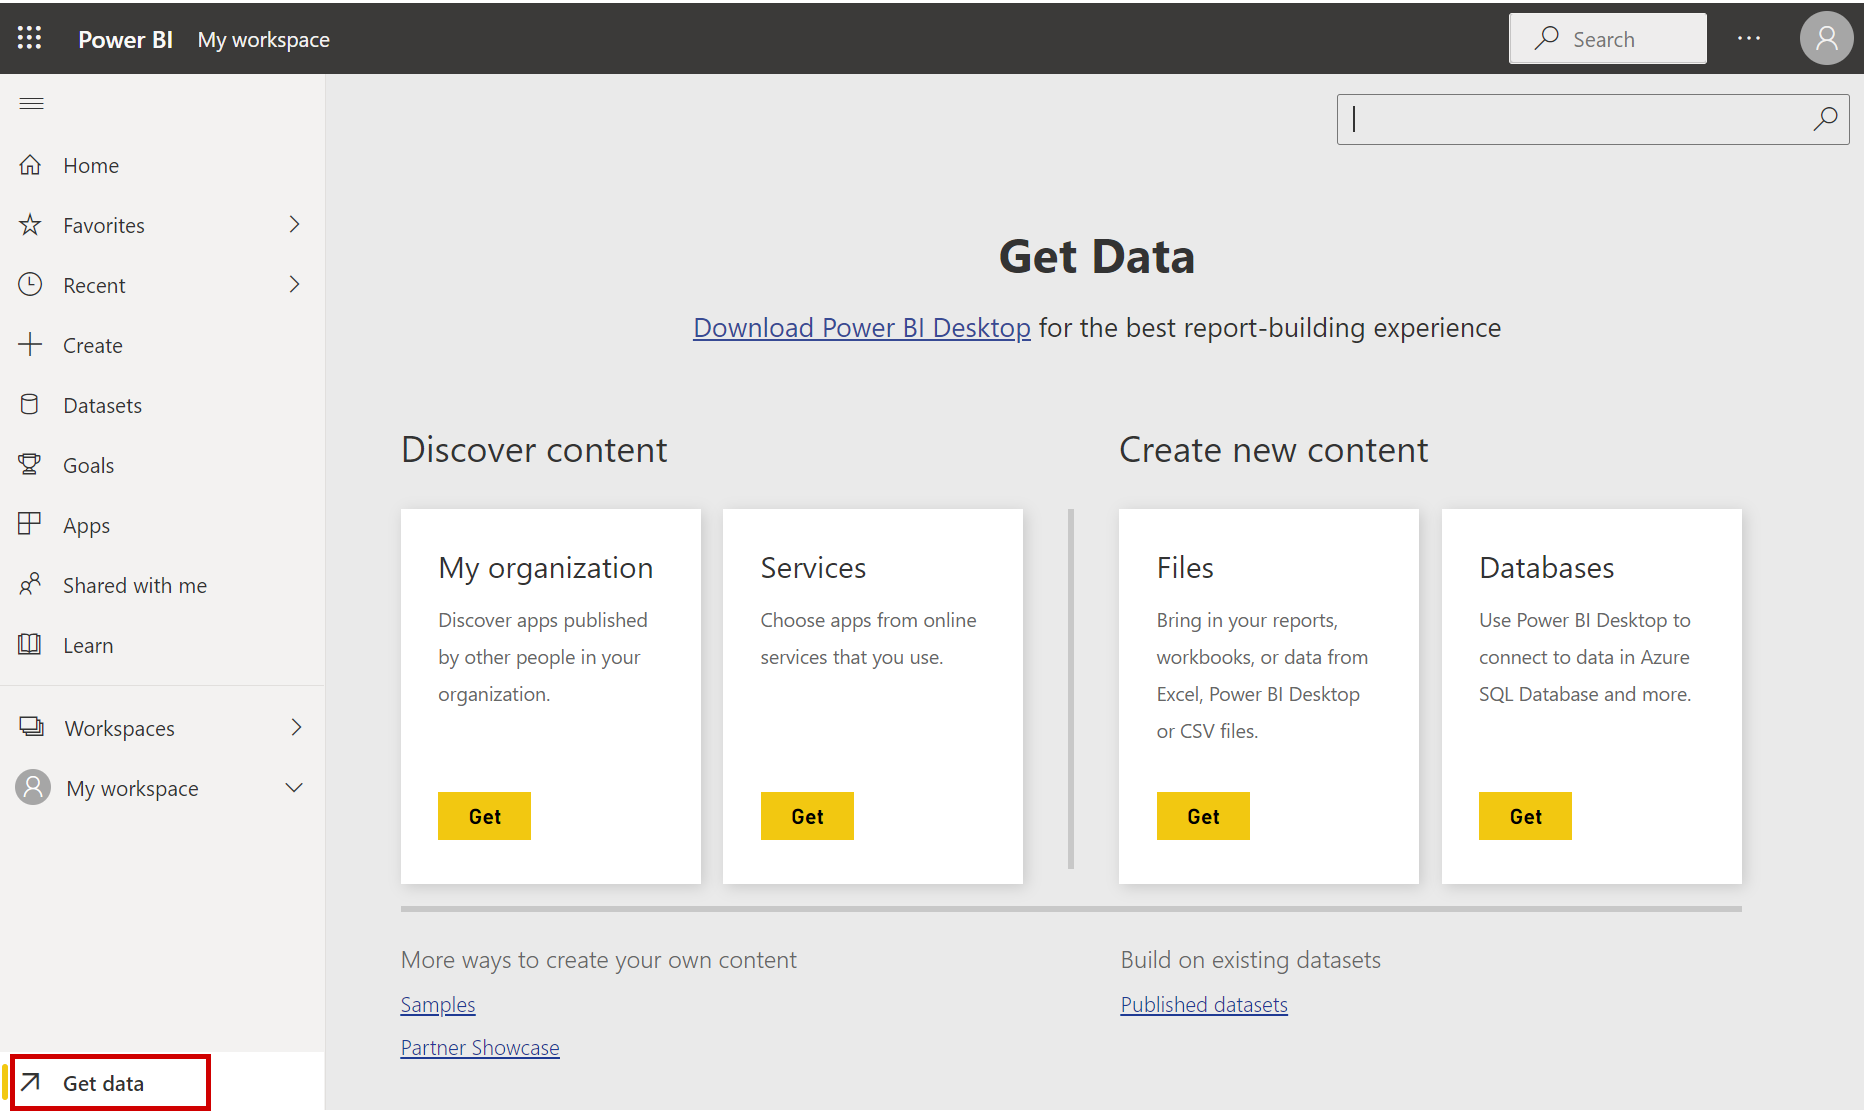 Power BI My workspace
Search
Home
Favorites
Recent
Create
Datasets
Goals
Apps
Shared with me
Learn
Workspaces
My workspace
Get data
Get Data
Download Power BI Desktop for the best report-building experience
Discover content
My organization
Discover apps published
by other people in your
organization.
Get
Services
Choose apps from online
services that you use.
Get
Create new content
Files
Bring in your reports,
workbooks, or data from
Excel, Power BI Desktop
or CSV files.
Get
Databases
Use Power BI Desktop to
connect to data in Azure
SQL Database and more.
Get
More ways to create your own content
Samples
Partner Showcase
Build on existing datasets
Published datasets